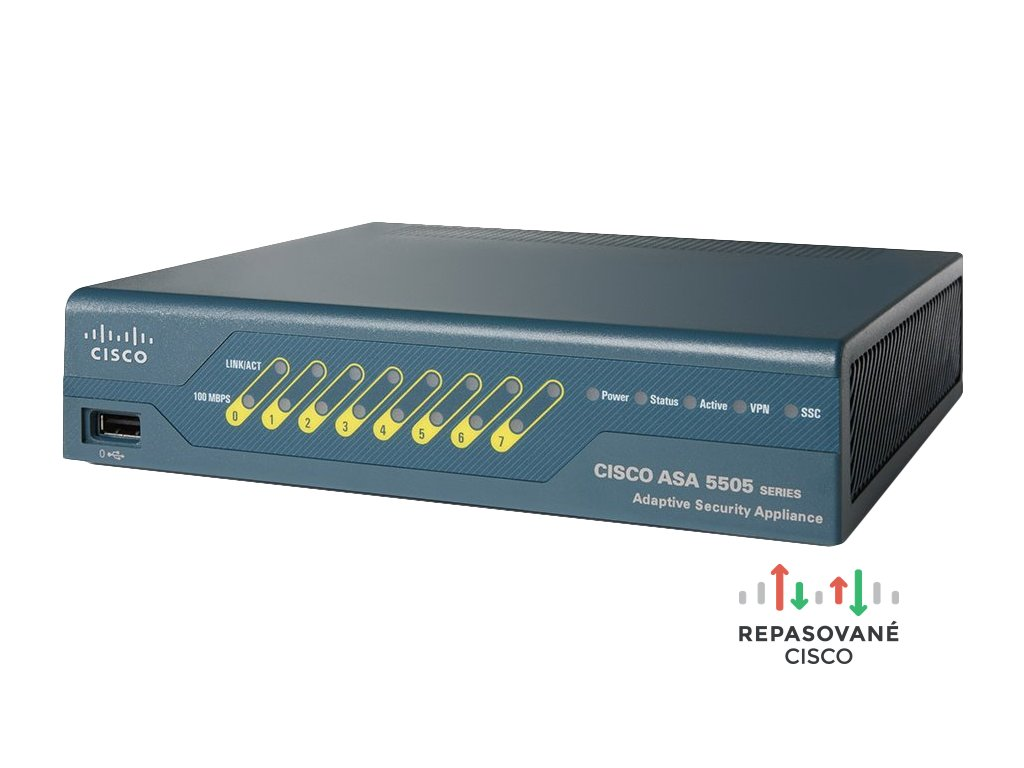 CISCO
LINK/ACT
100 MBPS
0 1 2 3 4 5 6 7
Power Status Active VPN SSC
0
CISCO ASA 5505 SERIES
Adaptive Security Appliance
REPASOVANÉ
CISCO